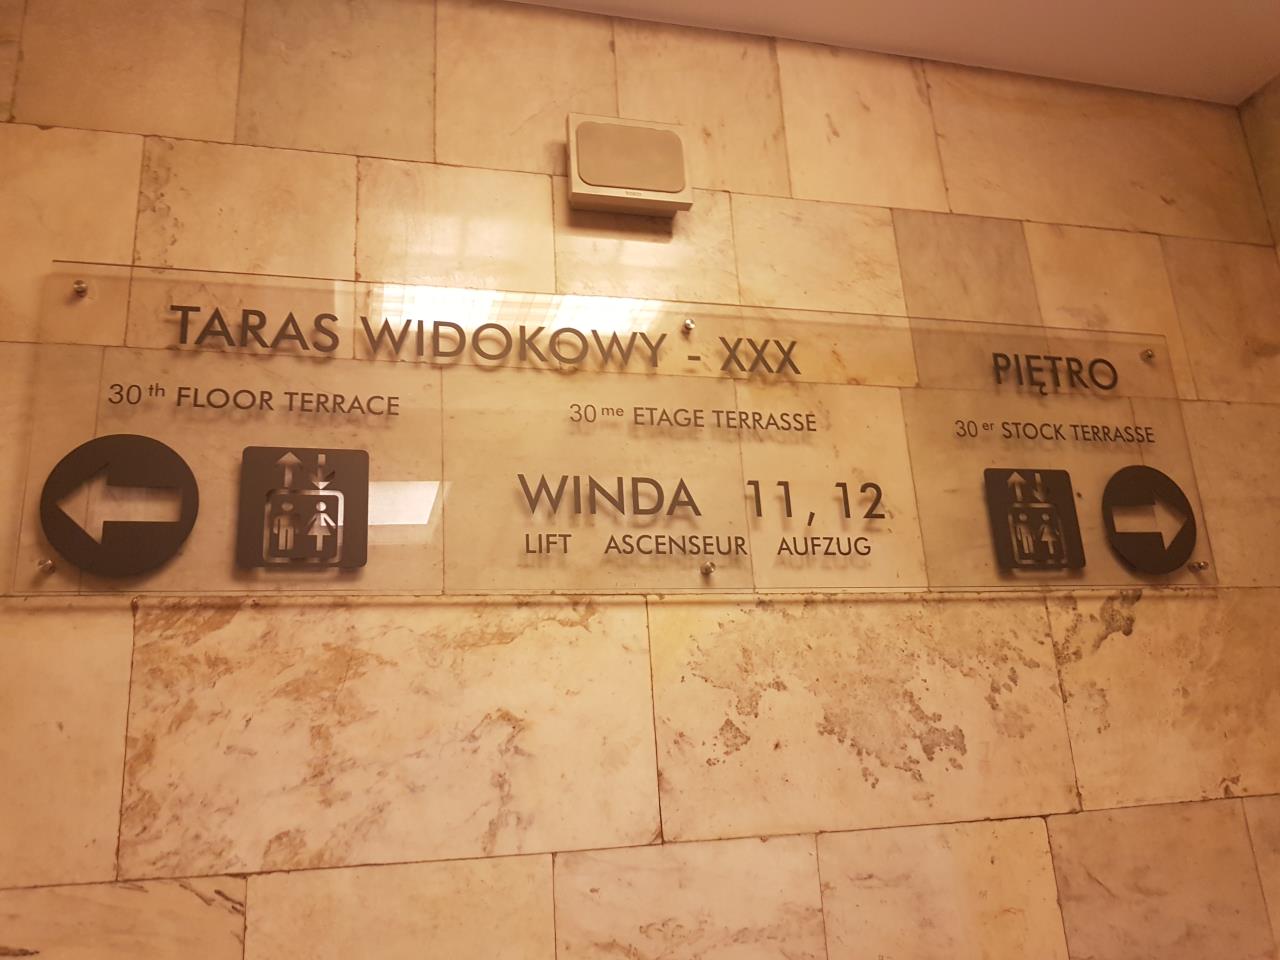 TARAS WIDOKOWY - XXX PIĘTRO
30th FLOOR TERRACE 30me ETAGE TERRASSE 30er STOCK TERRASSE
WINDA 11, 12
LIFT ASCENSEUR AUFZUG